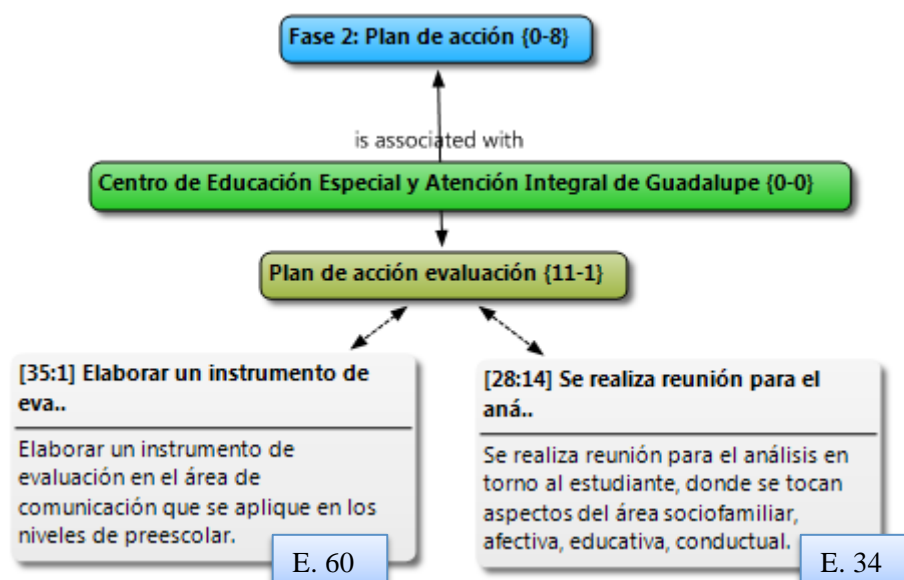 Fase 2: Plan de acción {0-8}
is associated with
Centro de Educación Especial y Atención Integral de Guadalupe {0-0}
Plan de acción evaluación {11-1}
[35:1] Elaborar un instrumento de
eva..
Elaborar un instrumento de
evaluación en el área de
comunicación que se aplique en los
niveles de preescolar.
E. 60
[28:14] Se realiza reunión para el
aná..
Se realiza reunión para el análisis en
torno al estudiante, donde se tocan
aspectos del área sociofamiliar,
afectiva, educativa, conductual.
E. 34